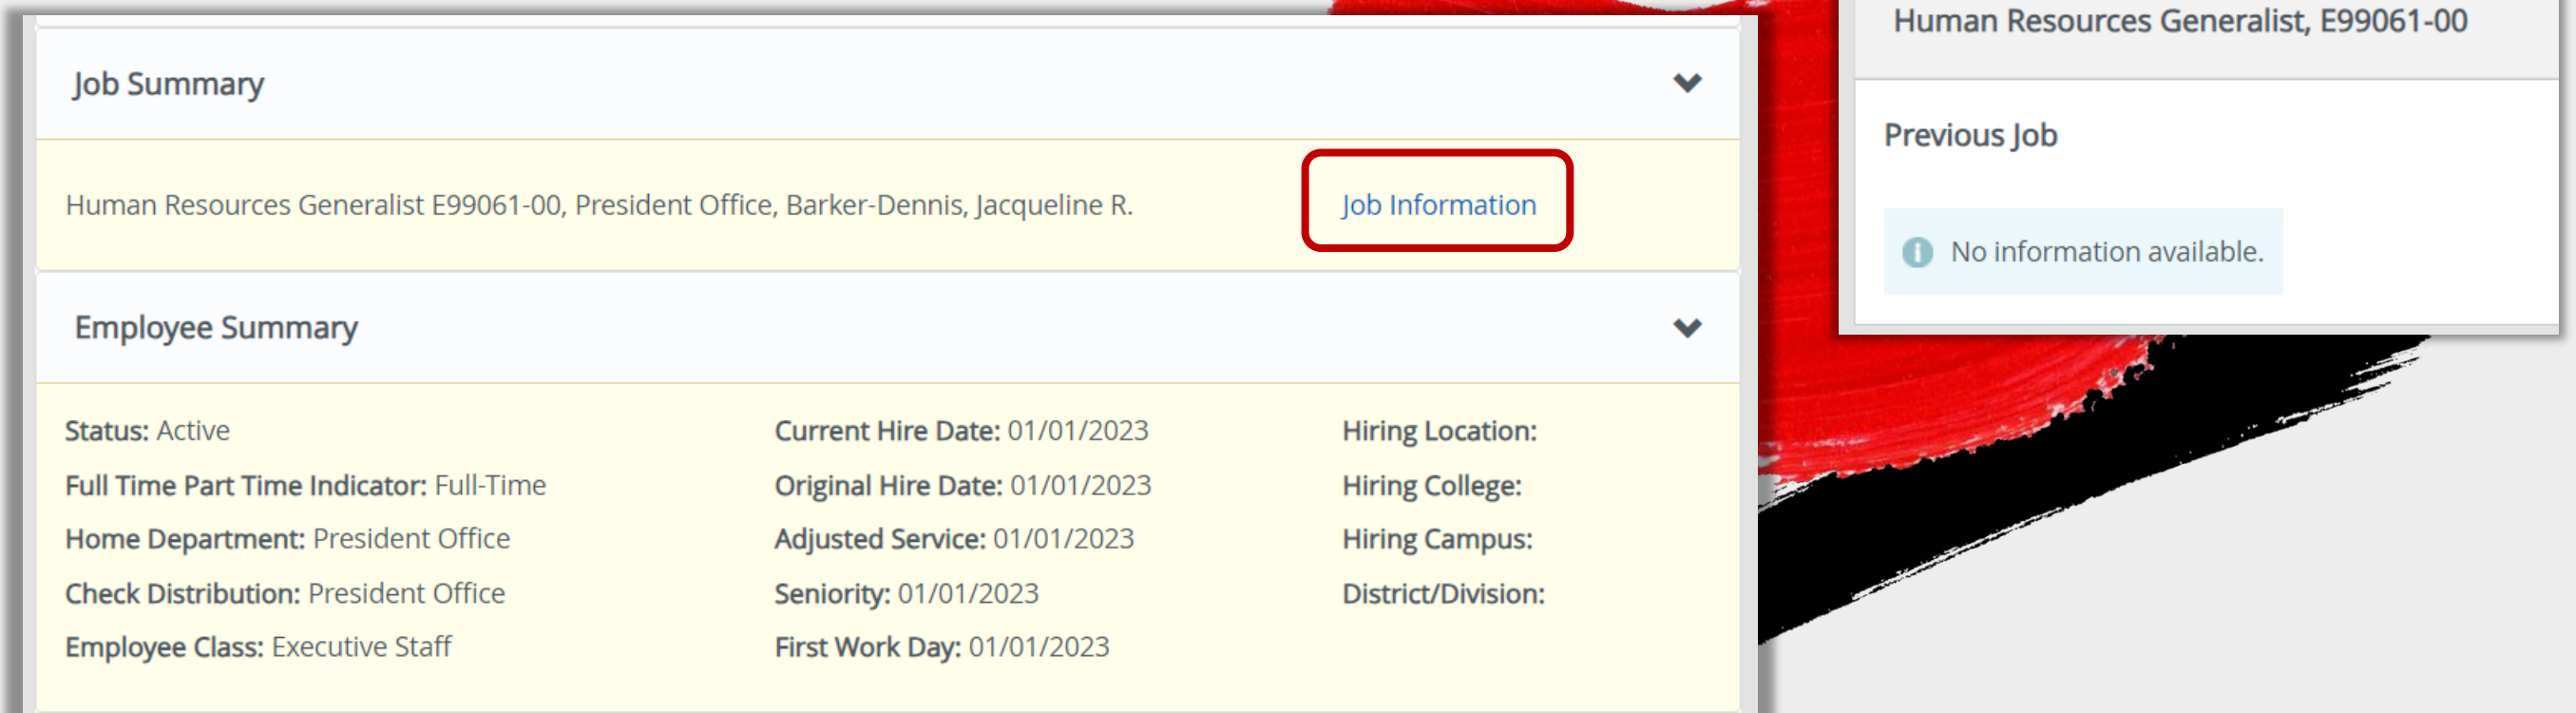 Job Summary
Human Resources Generalist E99061-00, President Office, Barker-Dennis, Jacqueline R.
Job Information
Employee Summary
Status: Active
Full Time Part Time Indicator: Full-Time
Home Department: President Office
Check Distribution: President Office
Employee Class: Executive Staff
Current Hire Date: 01/01/2023
Original Hire Date: 01/01/2023
Adjusted Service: 01/01/2023
Seniority: 01/01/2023
First Work Day: 01/01/2023
Hiring Location:
Hiring College:
Hiring Campus:
District/Division:
Human Resources Generalist, E99061-00
Previous Job
No information available.